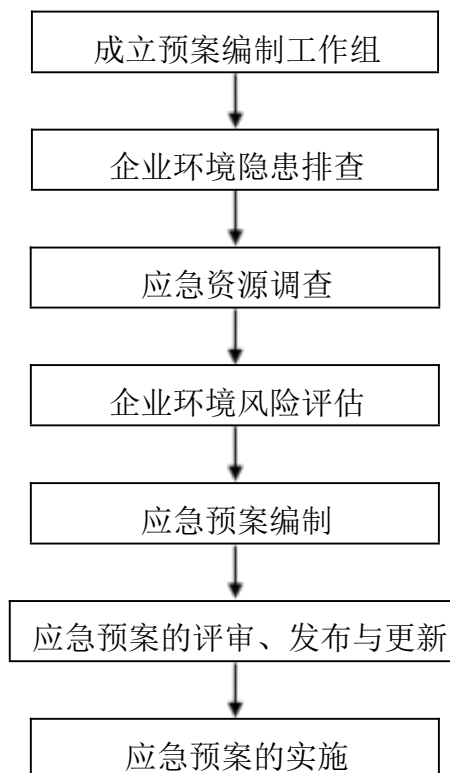 成立预案编制工作组
企业环境隐患排查
应急资源调查
企业环境风险评估
应急预案编制
应急预案的评审、发布与更新
应急预案的实施